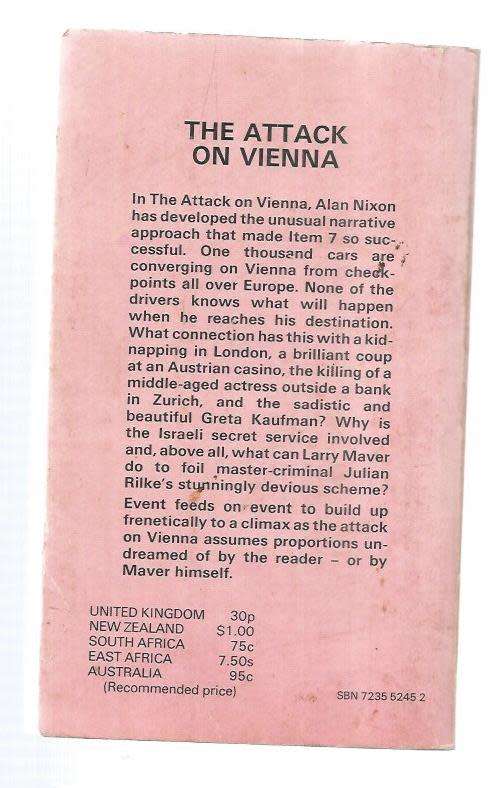 THE ATTACK
ON VIENNA
In The Attack on Vienna, Alan Nixon
has developed the unusual narrative
approach that made Item 7 so suc-
cessful. One thousand cars are
converging on Vienna from check-
points all over Europe. None of the
drivers knows what will happen
when he reaches his destination.
What connection has this with a kid-
napping in London, a brilliant coup
at an Austrian casino, the killing of a
middle-aged actress outside a bank
in Zurich, and the sadistic and
beautiful Greta Kaufman? Why is
the Israeli secret service involved
and, above all, what can Larry Maver
do to foil master-criminal Julian
Rilke's stunningly devious scheme?
Event feeds on event to build up
frenetically to a climax as the attack
on Vienna assumes proportions un-
dreamed of by the reader – or by
Maver himself.
UNITED KINGDOM 30p
NEW ZEALAND $1.00
SOUTH AFRICA 75c
EAST AFRICA 7.50s
AUSTRALIA 95c
(Recommended price)
SBN 7235 5245 2